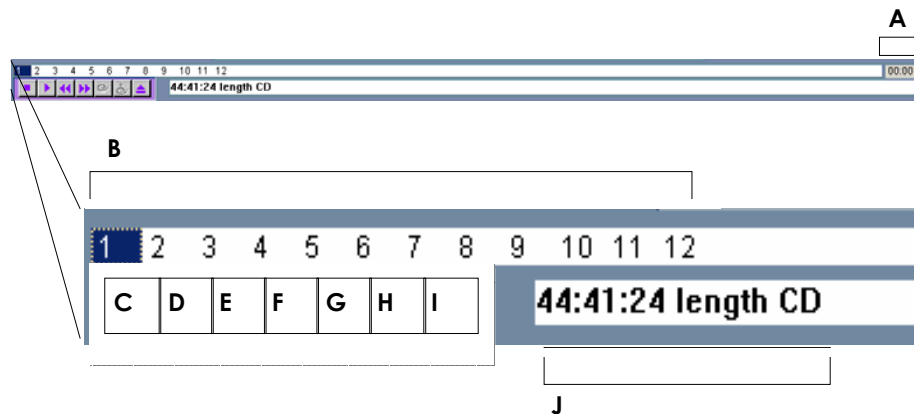 A
1 2 3 4 5 6 7 8 9 10 11 12 00:00
44:41:24 length CD
B
1 2 3 4 5 6 7 8 9 10 11 12
C D E F G H I
44:41:24 length CD
J